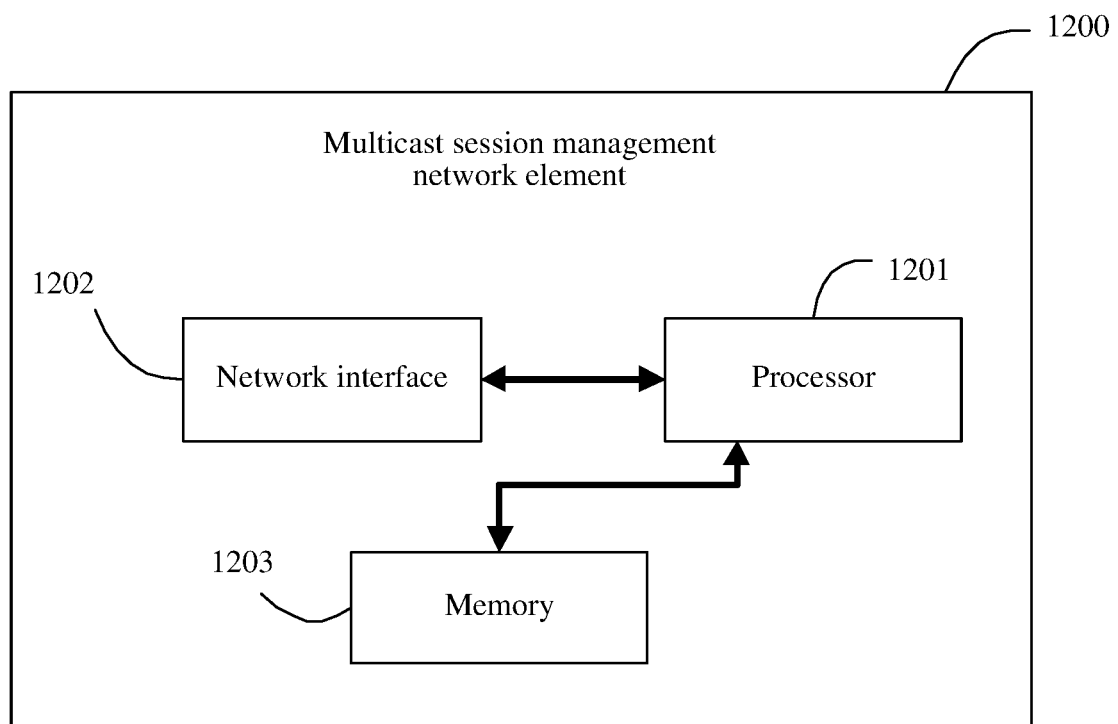 1200
Multicast session management
network element
1202
1201
Network interface
Processor
1203
Memory